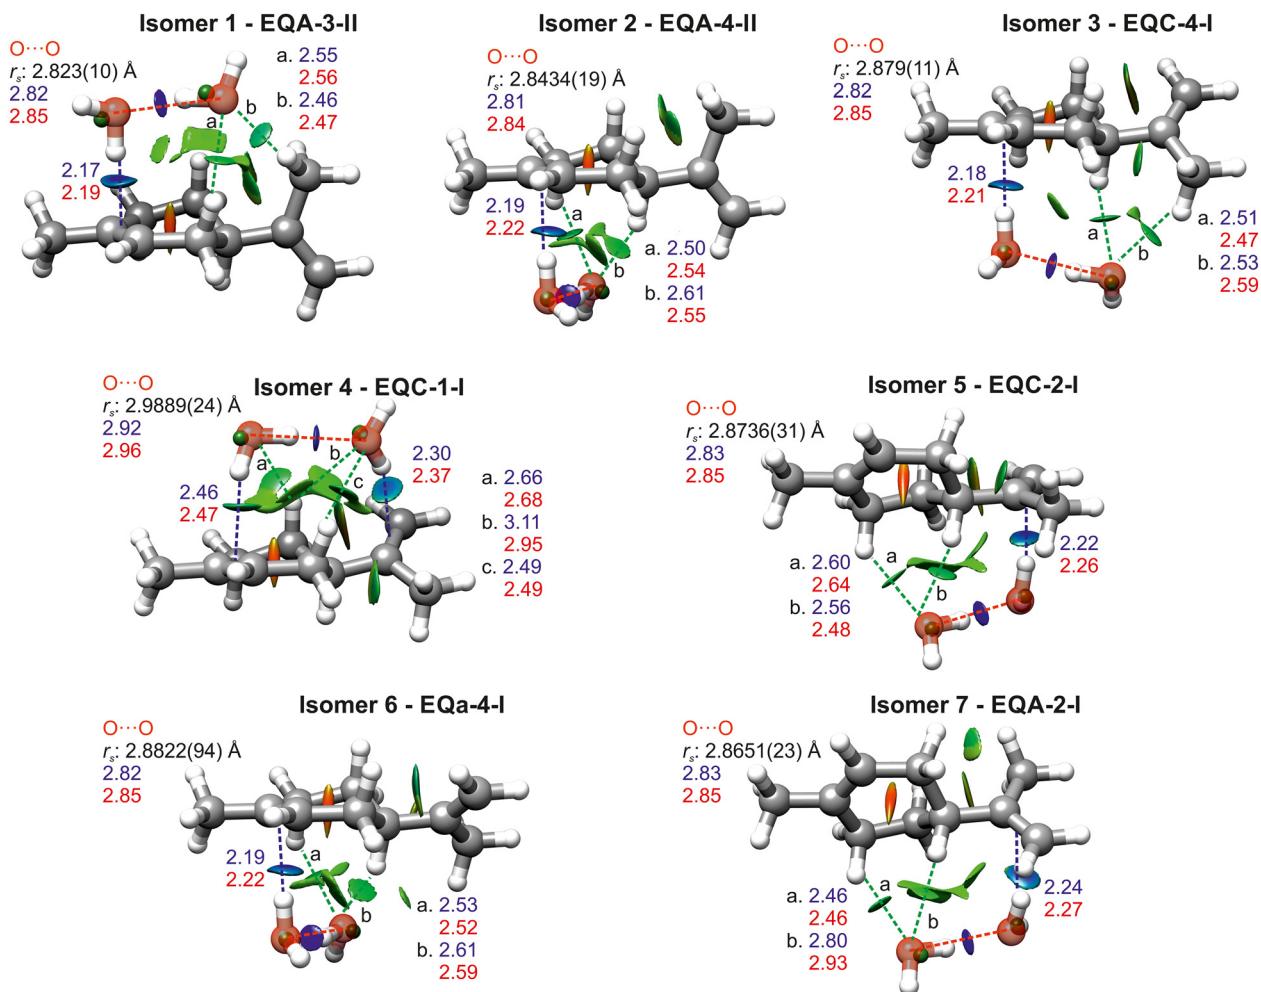 Isomer 1 - EQA-3-II
O···O
rs: 2.823(10) Å
2.82
2.85
a. 2.55
2.56
b. 2.46
2.47
a
b
2.17
2.19
Isomer 2 - EQA-4-II
O···O
rs: 2.8434(19) Å
2.81
2.84
2.19
2.22
a
b
a. 2.50
2.54
b. 2.61
2.55
Isomer 3 - EQC-4-I
O···O
rs: 2.879(11) Å
2.82
2.85
2.18
2.21
a
b
a. 2.51
2.47
b. 2.53
2.59
Isomer 4 - EQC-1-I
O···O
rs: 2.9889(24) Å
2.92
2.96
a
b
c
2.30
2.37
2.46
2.47
a. 2.66
2.68
b. 3.11
2.95
c. 2.49
2.49
Isomer 5 - EQC-2-I
O···O
rs: 2.8736(31) Å
2.83
2.85
2.22
2.26
a
b
a. 2.60
2.64
b. 2.56
2.48
Isomer 6 - EQa-4-I
O···O
rs: 2.8822(94) Å
2.82
2.85
2.19
2.22
a
b
a. 2.53
2.52
b. 2.61
2.59
Isomer 7 - EQA-2-I
O···O
rs: 2.8651(23) Å
2.83
2.85
a
b
a. 2.46
2.46
b. 2.80
2.93
2.24
2.27